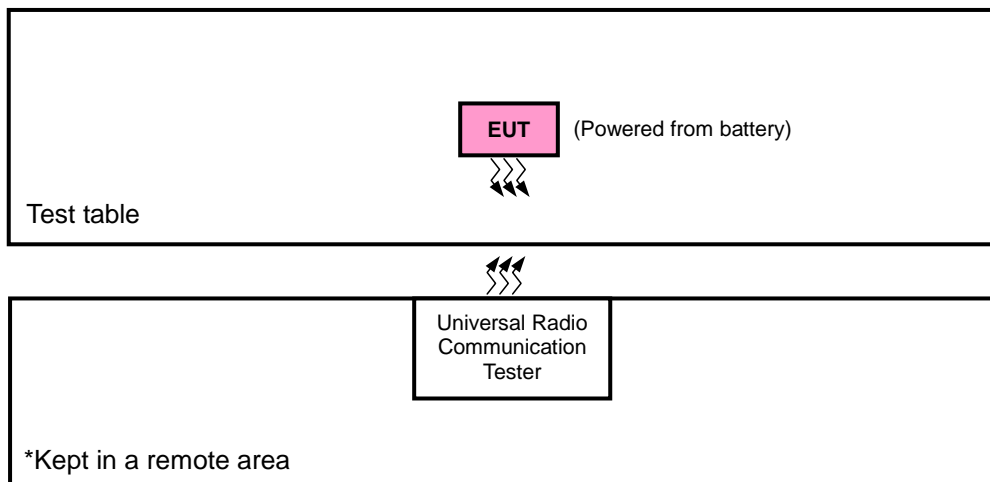 EUT
(Powered from battery)
Test table
Universal Radio
Communication
Tester
*Kept in a remote area